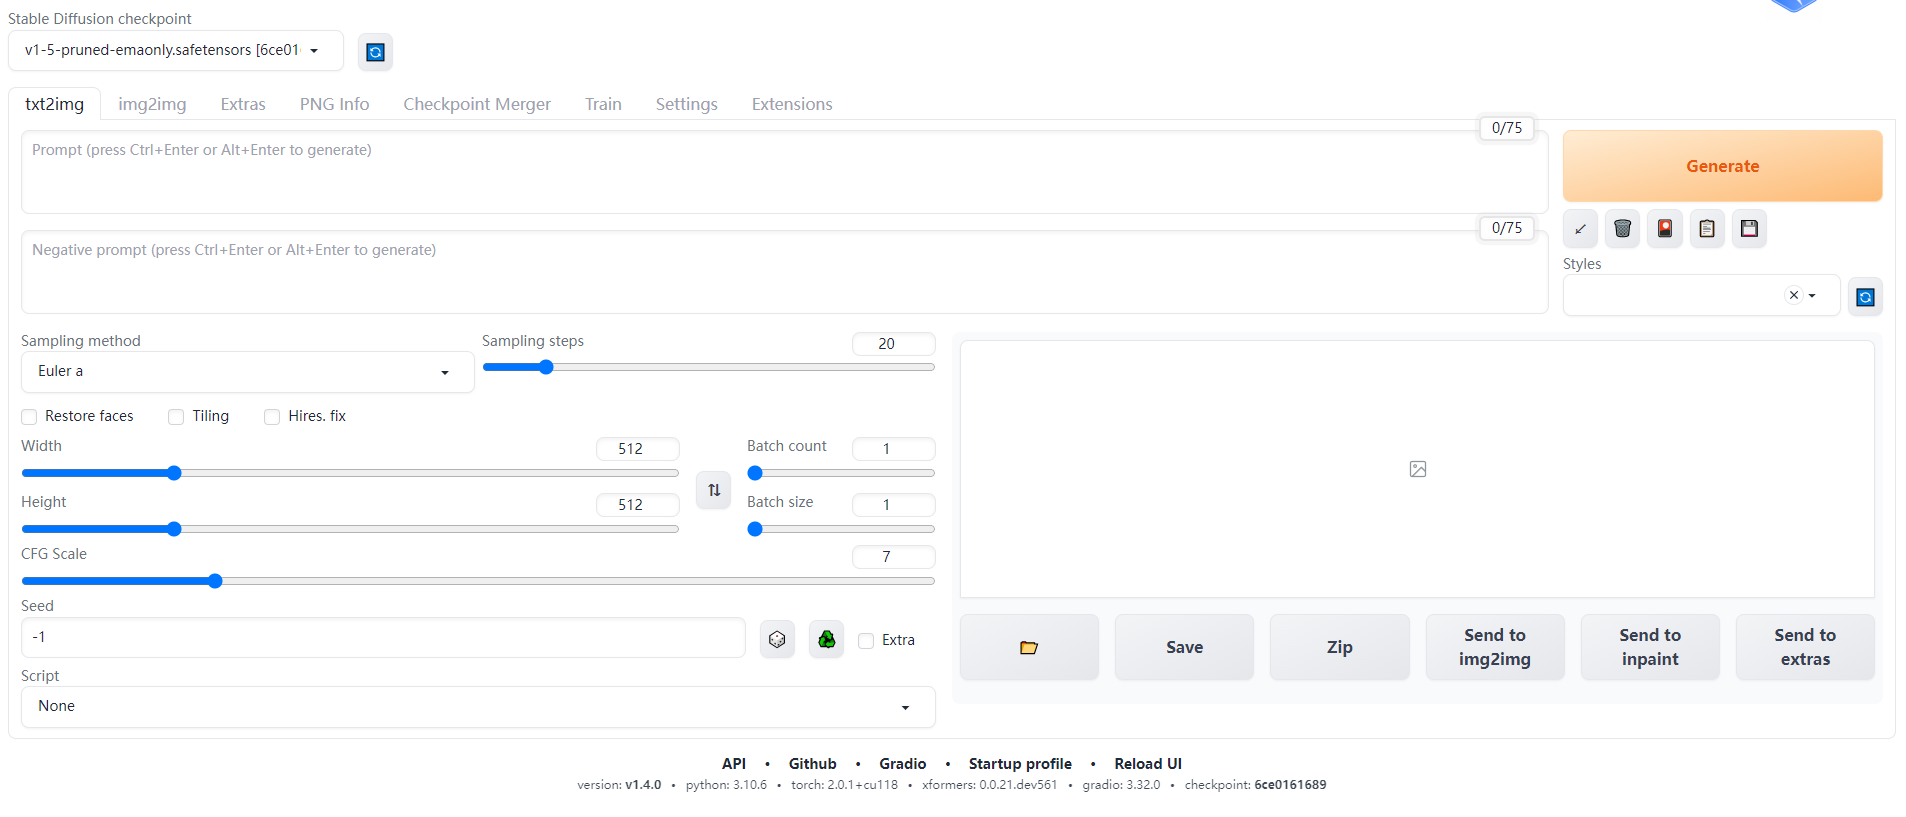 Stable Diffusion checkpoint
v1-5-pruned-emaonly.safetensors [6ce01
txt2img img2img Extras PNG Info Checkpoint Merger Train Settings Extensions
0/75
Prompt (press Ctrl+Enter or Alt+Enter to generate)
Generate
0/75
Negative prompt (press Ctrl+Enter or Alt+Enter to generate)
Styles
Sampling method
Euler a
Sampling steps
20
Restore faces Tiling Hires. fix
Width
512
Batch count
1
Height
512
Batch size
1
CFG Scale
7
Seed
-1
Extra
Script
None
Save
Zip
Send to
img2img
Send to
inpaint
Send to
extras
API • Github • Gradio • Startup profile • Reload UI
version: v1.4.0 • python: 3.10.6 • torch: 2.0.1+cu118 • xformers: 0.0.21.dev561 • gradio: 3.32.0 • checkpoint: 6ce0161689